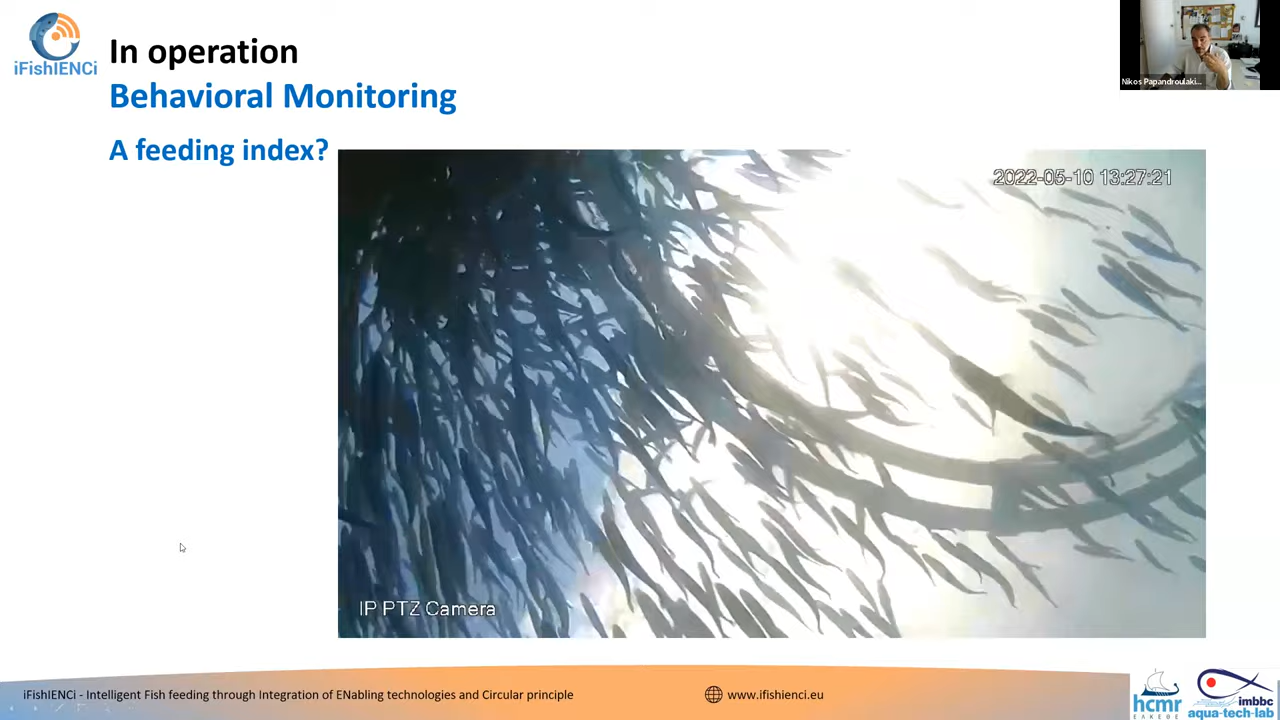 iFishIENCi
In operation
Behavioral Monitoring
A feeding index?
2022-05-10 13:27:21
IP PTZ Camera
Nikos Papandroulaki...
iFishIENCi - Intelligent Fish feeding through Integration of ENabling technologies and Circular principle
www.ifishienci.eu
hcmr
ΕΛΚΕΘΕ
imbbc
aqua-tech-lab